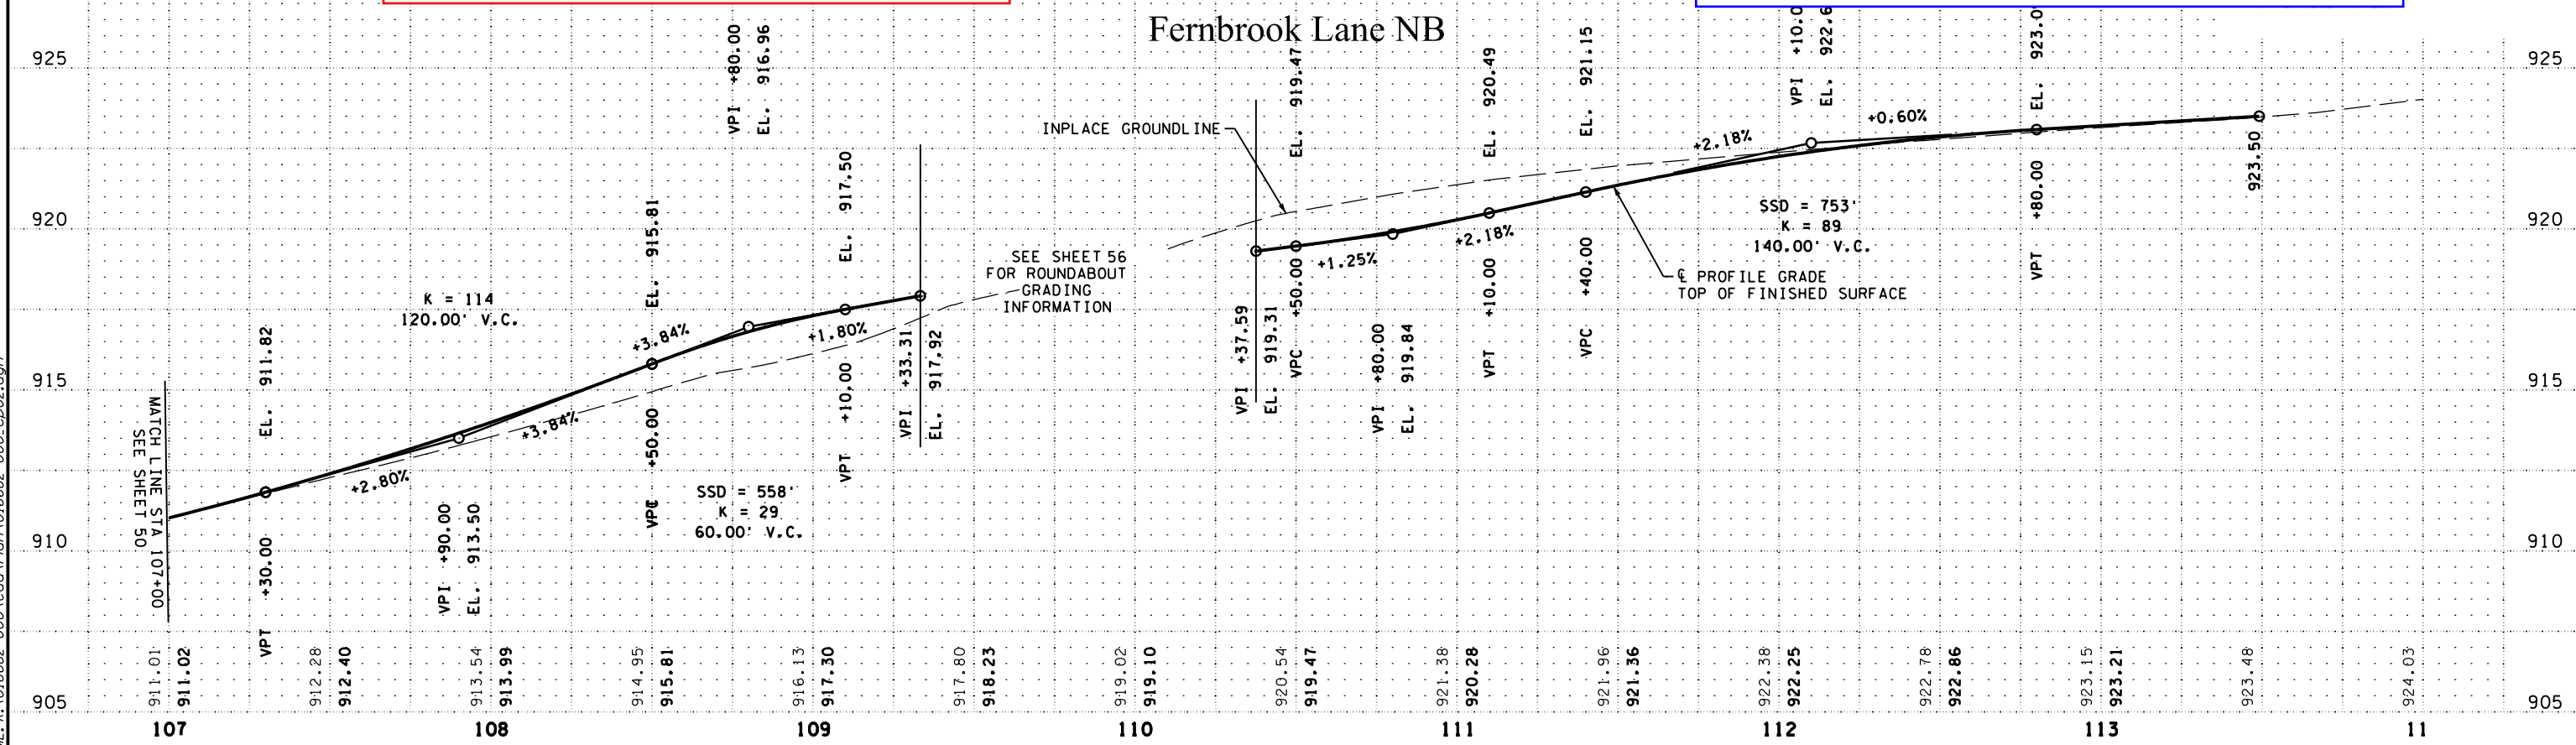 Fernbrook Lane NB
925
920
915
910
905
925
920
915
910
905
MATCH LINE STA 107+00
SEE SHEET 50
VPT +30.00 EL. 911.82
+2.80%
K = 114
120.00' V.C.
VPI +90.00
EL. 913.50
+3.84%
VPC +50.00 EL. 915.81
+3.84%
SSD = 558'
K = 29
60.00' V.C.
VPI +80.00
EL. 916.96
+1.80%
VPT +10.00 EL. 917.50
VPI +33.31
EL. 917.92
SEE SHEET 56
FOR ROUNDABOUT
GRADING
INFORMATION
INPLACE GROUNDLINE
VPI +37.59
EL. 919.31
VPC +50.00 EL. 919.47
+1.25%
VPI +80.00
EL. 919.84
+2.18%
VPT +10.00 EL. 920.49
VPC +40.00 EL. 921.15
℄ PROFILE GRADE
TOP OF FINISHED SURFACE
+2.18%
SSD = 753'
K = 89
140.00' V.C.
VPI
EL.
+0.60%
VPT +80.00 EL.
923.50
911.01
911.02
912.28
912.40
913.54
913.99
914.95
915.81
916.13
917.30
917.80
918.23
919.02
919.10
920.54
919.47
921.38
920.28
921.96
921.36
922.38
922.25
922.78
922.86
923.15
923.21
923.48
924.03
107 108 109 110 111 112 113 11